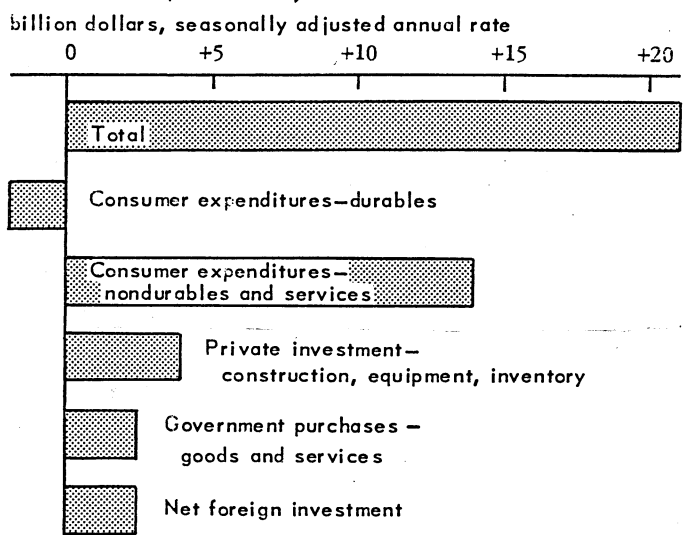 billion dollars, seasonally adjusted annual rate
0 +5 +10 +15 +20
Total
Consumer expenditures—durables
Consumer expenditures—
nondurables and services
Private investment—
construction, equipment, inventory
Government purchases —
goods and services
Net foreign investment